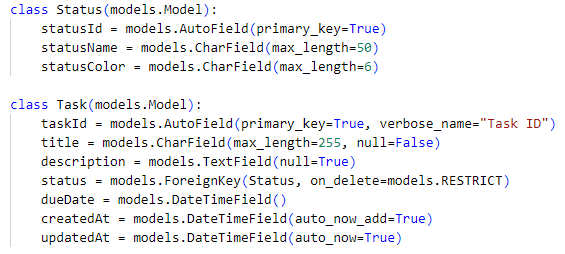 class Status(models.Model):
    statusId = models.AutoField(primary_key=True)
    statusName = models.CharField(max_length=50)
    statusColor = models.CharField(max_length=6)

class Task(models.Model):
    taskId = models.AutoField(primary_key=True, verbose_name="Task ID")
    title = models.CharField(max_length=255, null=False)
    description = models.TextField(null=True)
    status = models.ForeignKey(Status, on_delete=models.RESTRICT)
    dueDate = models.DateTimeField()
    createdAt = models.DateTimeField(auto_now_add=True)
    updatedAt = models.DateTimeField(auto_now=True)